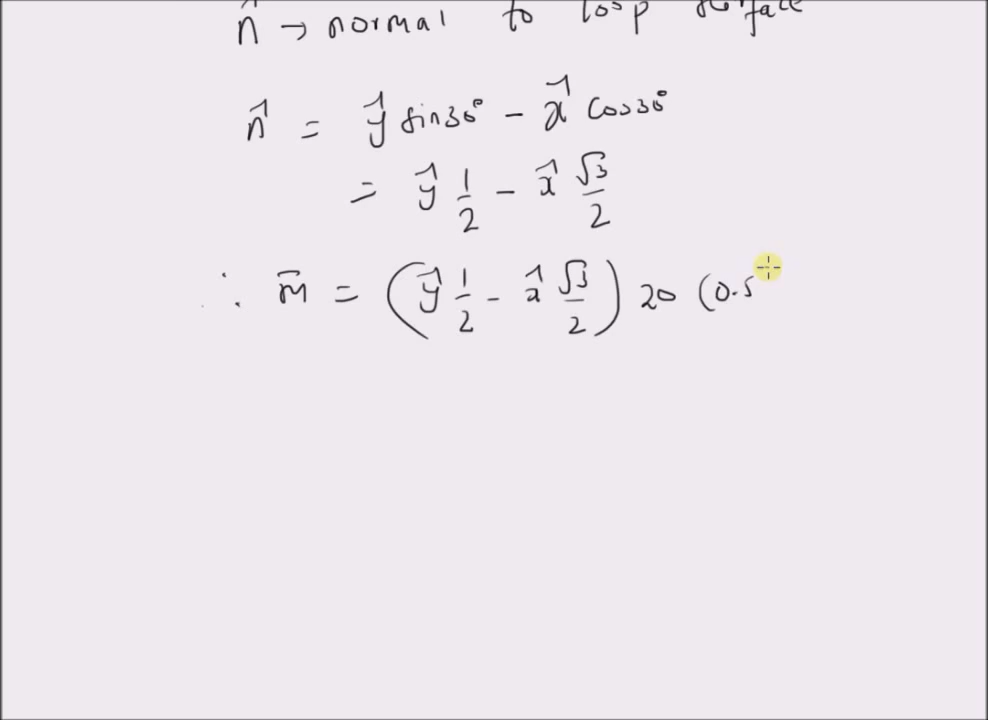 n̂ → normal to loop surface
n̂ = ŷ sin30° - x̂ cos30°
= ŷ 1/2 - x̂ √3/2
∴ m̄ = (ŷ 1/2 - x̂ √3/2) 20 (0.5